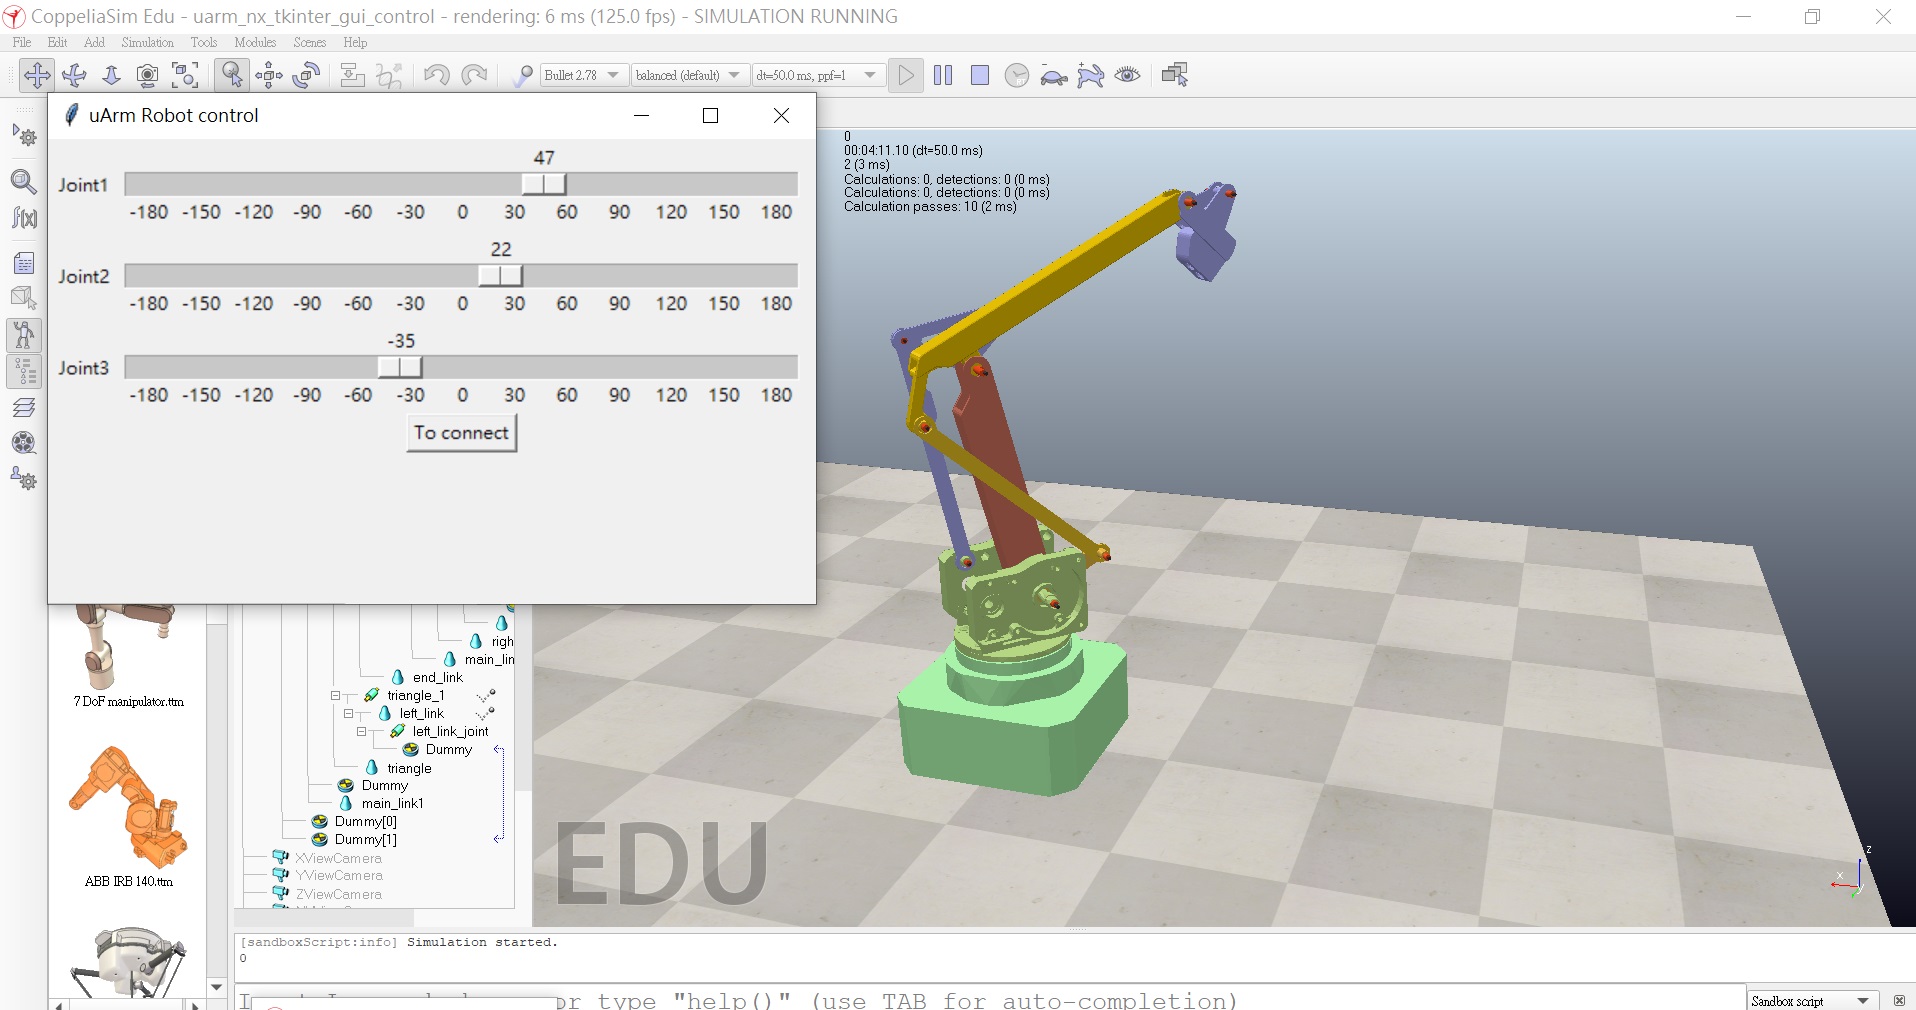 CoppeliaSim Edu - uarm_nx_tkinter_gui_control - rendering: 6 ms (125.0 fps) - SIMULATION RUNNING
File Edit Add Simulation Tools Modules Scenes Help
Bullet 2.78 balanced (default) dt=50.0 ms, ppf=1
uArm Robot control
47
Joint1
-180 -150 -120 -90 -60 -30 0 30 60 90 120 150 180
22
Joint2
-180 -150 -120 -90 -60 -30 0 30 60 90 120 150 180
-35
Joint3
-180 -150 -120 -90 -60 -30 0 30 60 90 120 150 180
To connect
f(x)
0
00:04:11.10 (dt=50.0 ms)
2 (3 ms)
Calculations: 0, detections: 0 (0 ms)
Calculations: 0, detections: 0 (0 ms)
Calculation passes: 10 (2 ms)
7 DoF manipulator.ttm
ABB IRB 140.ttm
righ
main_lin
end_link
triangle_1
left_link
left_link_joint
Dummy
triangle
Dummy
main_link1
Dummy[0]
Dummy[1]
XViewCamera
YViewCamera
ZViewCamera
EDU
z
x
y
[sandboxScript:info] Simulation started.
0
or type "help()" (use TAB for auto-completion)
Sandbox script